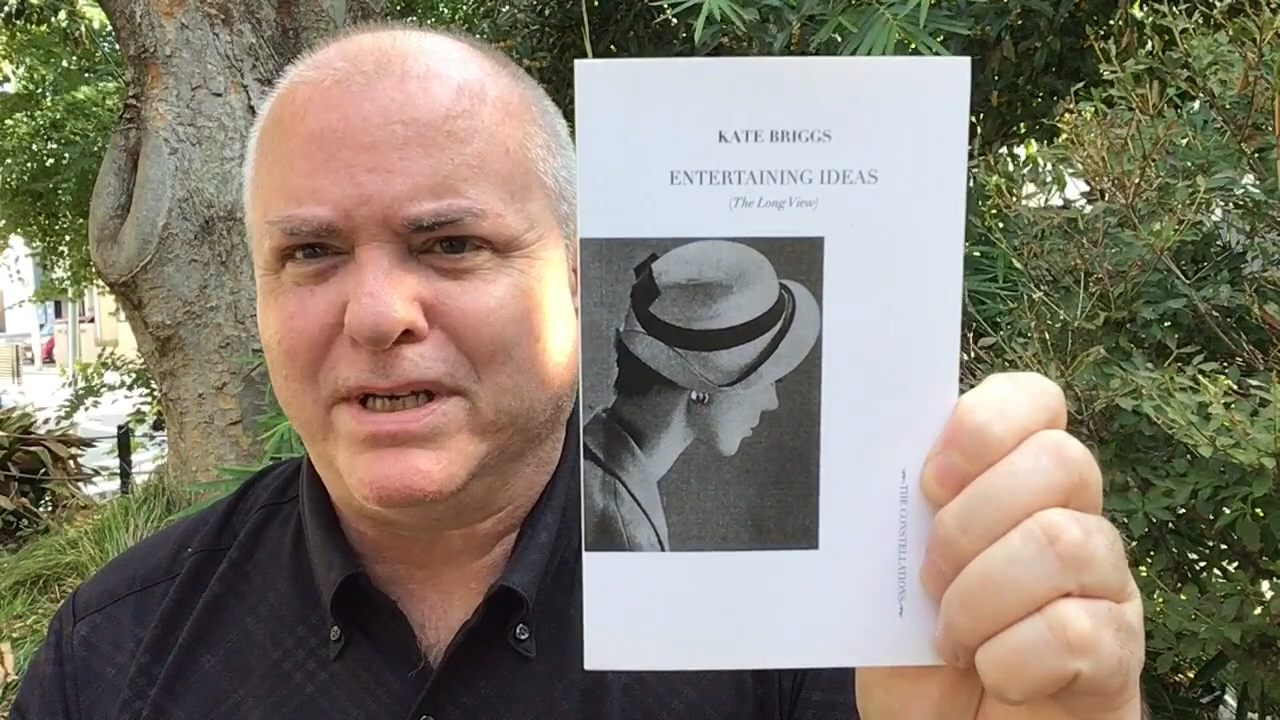 KATE BRIGGS
ENTERTAINING IDEAS
(The Long View)
THE CONSTELLATIONS